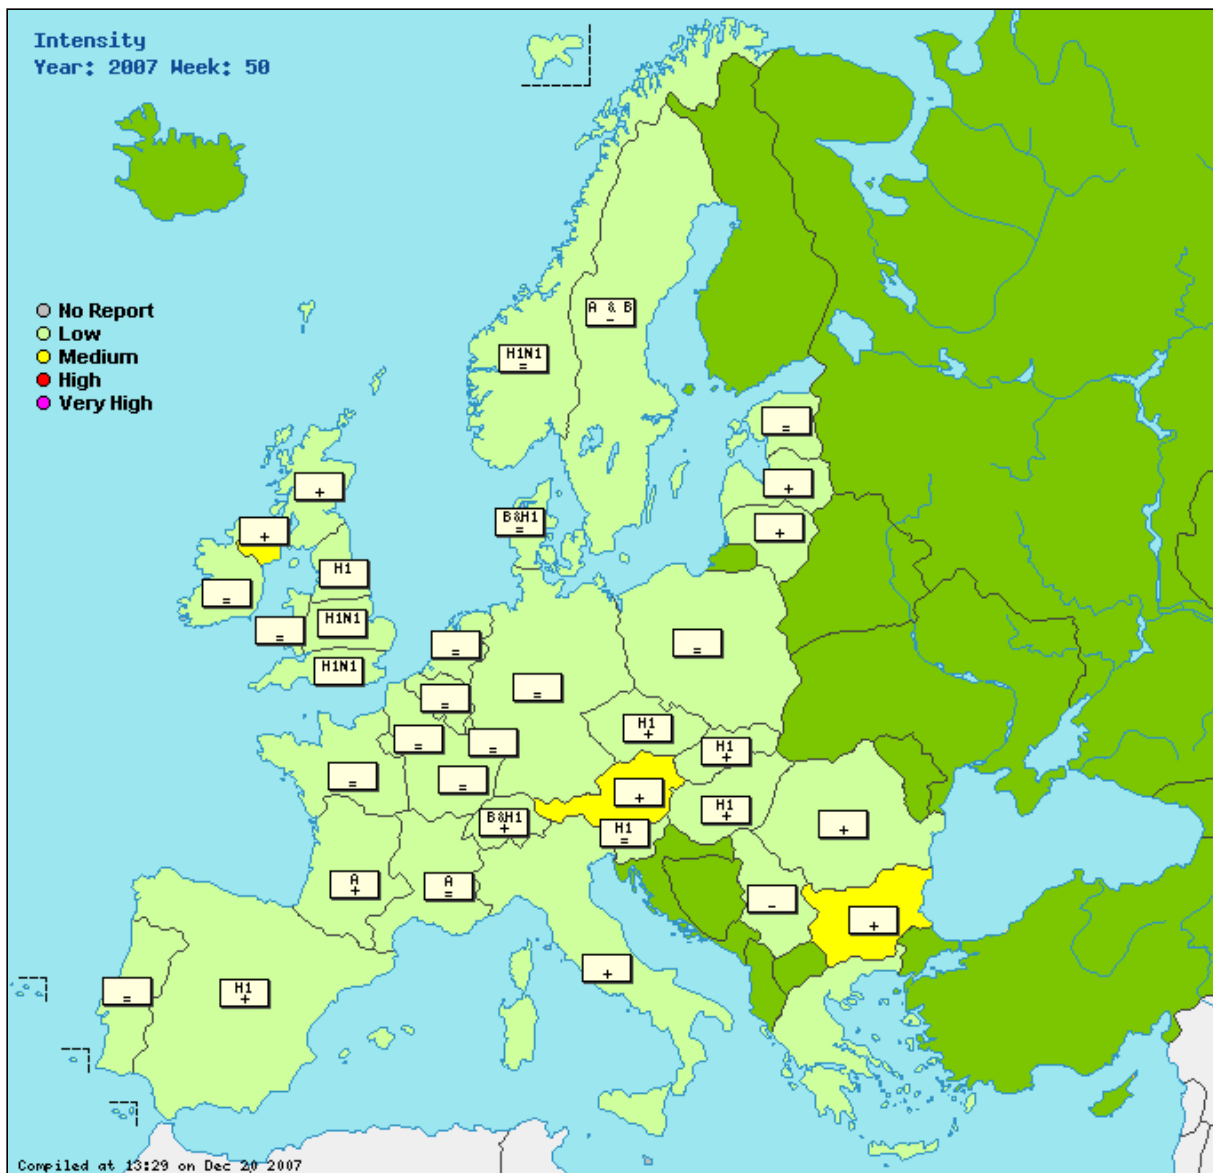 Intensity
Year: 2007 Week: 50
No Report
Low
Medium
High
Very High
A & B
-
H1N1
=
=
+
+
+
B&H1
=
+
H1
=
H1N1
=
=
=
H1N1
=
=
H1
+
=
=
H1
+
=
=
+
H1
+
B&H1
+
H1
=
+
A
+
A
=
-
+
+
=
H1
+
Compiled at 13:29 on Dec 20 2007